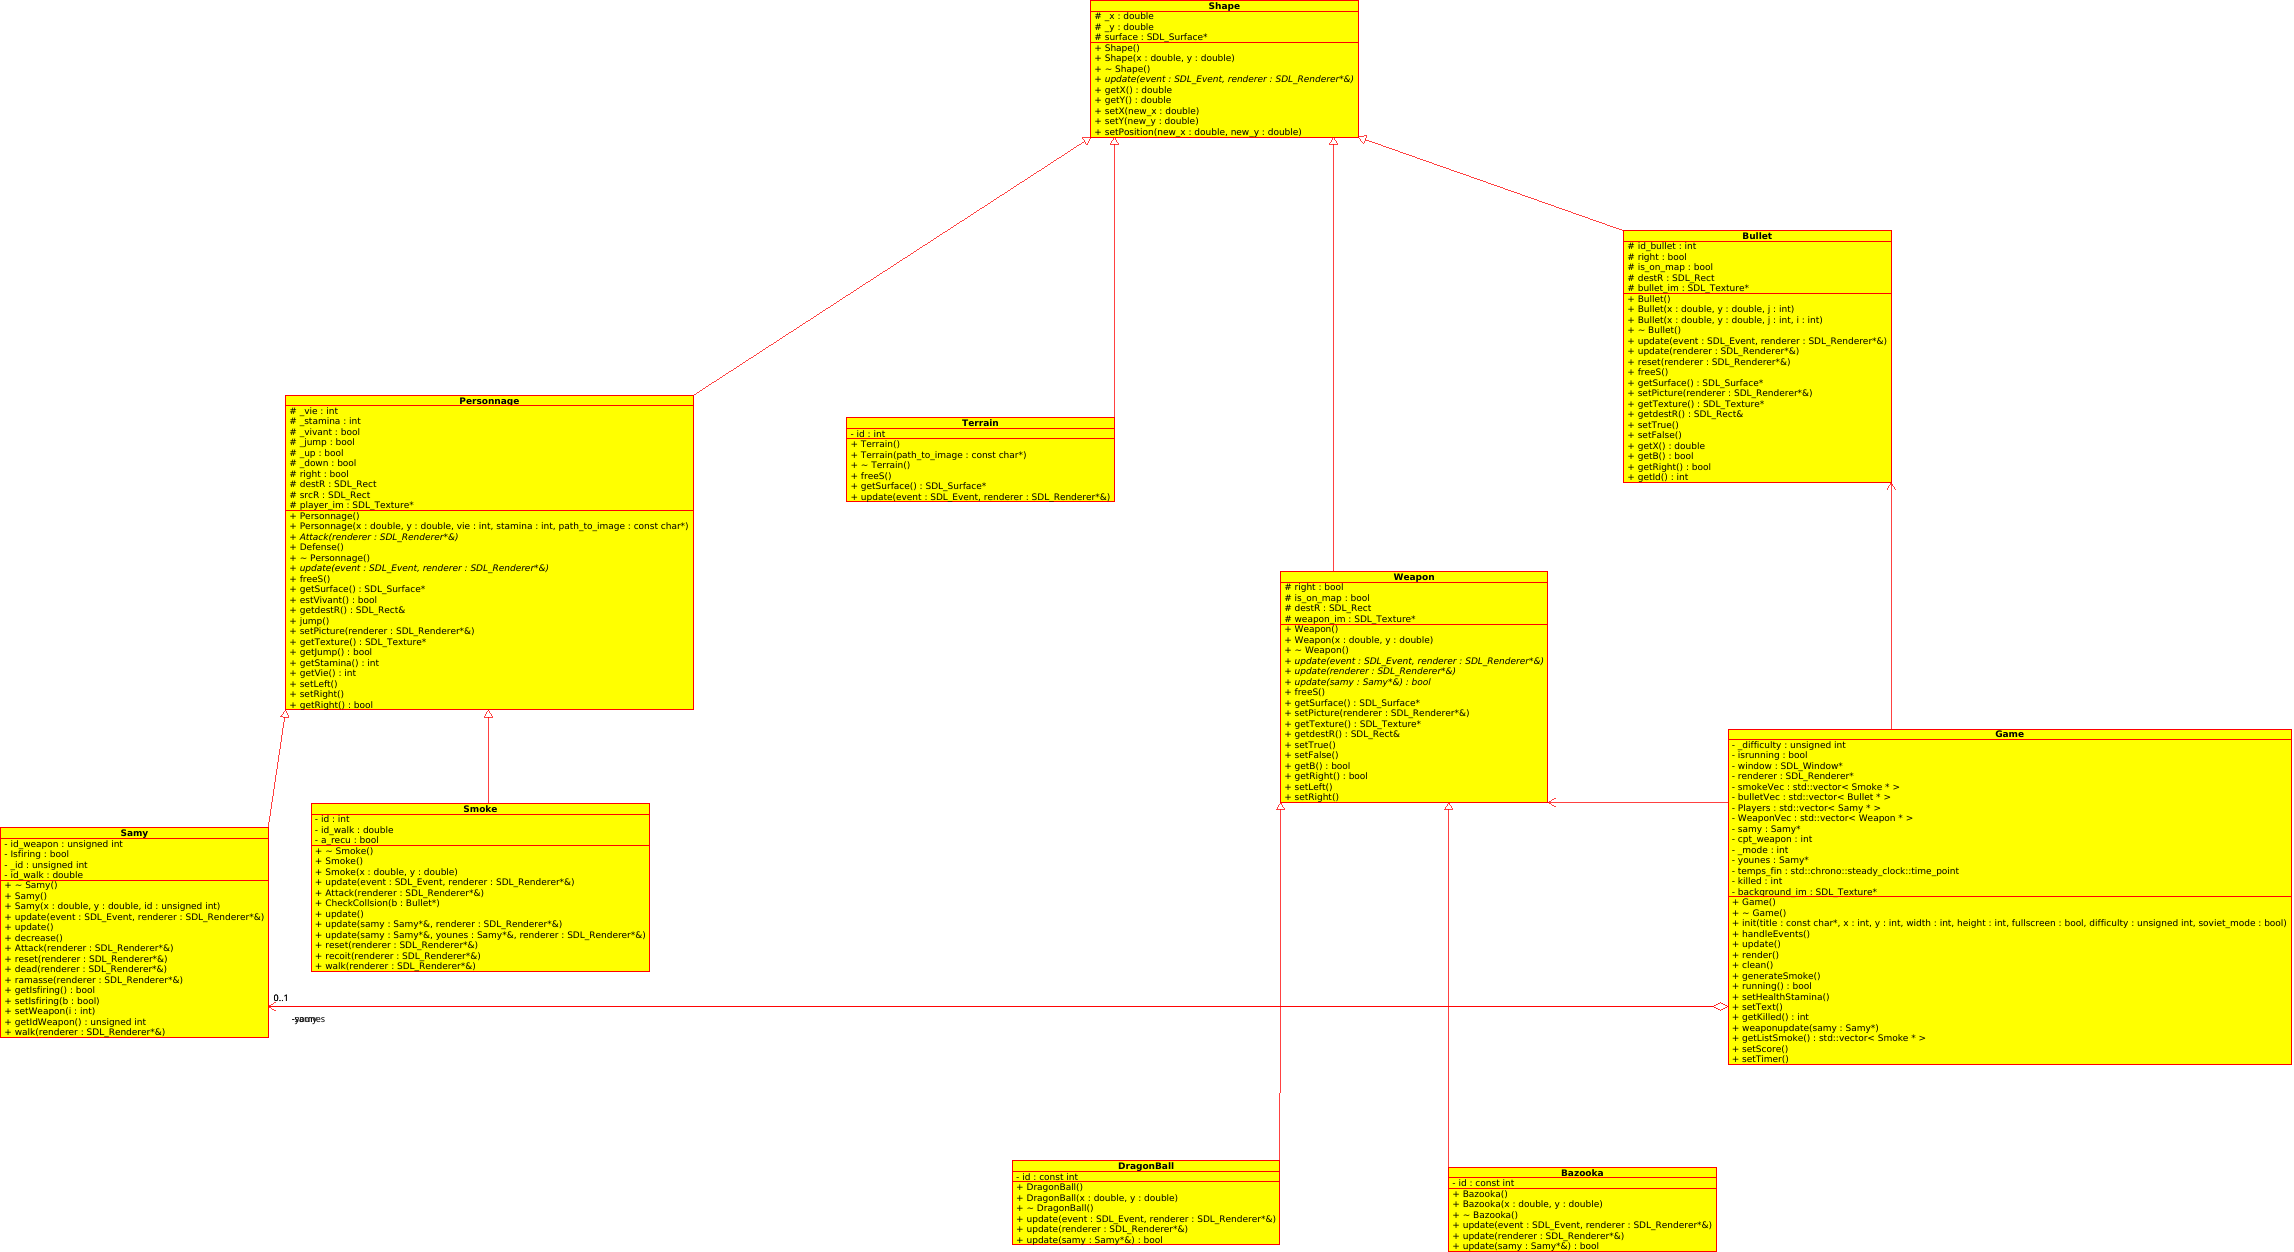 Shape
# _x : double
# _y : double
# surface : SDL_Surface*
+ Shape()
+ Shape(x : double, y : double)
+ ~ Shape()
+ update(event : SDL_Event, renderer : SDL_Renderer*&)
+ getX() : double
+ getY() : double
+ setX(new_x : double)
+ setY(new_y : double)
+ setPosition(new_x : double, new_y : double)
Bullet
# id_bullet : int
# right : bool
# is_on_map : bool
# destR : SDL_Rect
# bullet_im : SDL_Texture*
+ Bullet()
+ Bullet(x : double, y : double, j : int)
+ Bullet(x : double, y : double, j : int, i : int)
+ ~ Bullet()
+ update(event : SDL_Event, renderer : SDL_Renderer*&)
+ update(renderer : SDL_Renderer*&)
+ reset(renderer : SDL_Renderer*&)
+ freeS()
+ getSurface() : SDL_Surface*
+ setPicture(renderer : SDL_Renderer*&)
+ getTexture() : SDL_Texture*
+ getdestR() : SDL_Rect&
+ setTrue()
+ setFalse()
+ getX() : double
+ getB() : bool
+ getRight() : bool
+ getId() : int
Personnage
# _vie : int
# _stamina : int
# _vivant : bool
# _jump : bool
# _up : bool
# _down : bool
# right : bool
# destR : SDL_Rect
# srcR : SDL_Rect
# player_im : SDL_Texture*
+ Personnage()
+ Personnage(x : double, y : double, vie : int, stamina : int, path_to_image : const char*)
+ Attack(renderer : SDL_Renderer*&)
+ Defense()
+ ~ Personnage()
+ update(event : SDL_Event, renderer : SDL_Renderer*&)
+ freeS()
+ getSurface() : SDL_Surface*
+ estVivant() : bool
+ getdestR() : SDL_Rect&
+ jump()
+ setPicture(renderer : SDL_Renderer*&)
+ getTexture() : SDL_Texture*
+ getJump() : bool
+ getStamina() : int
+ getVie() : int
+ setLeft()
+ setRight()
+ getRight() : bool
Terrain
- id : int
+ Terrain()
+ Terrain(path_to_image : const char*)
+ ~ Terrain()
+ freeS()
+ getSurface() : SDL_Surface*
+ update(event : SDL_Event, renderer : SDL_Renderer*&)
Weapon
# right : bool
# is_on_map : bool
# destR : SDL_Rect
# weapon_im : SDL_Texture*
+ Weapon()
+ Weapon(x : double, y : double)
+ ~ Weapon()
+ update(event : SDL_Event, renderer : SDL_Renderer*&)
+ update(renderer : SDL_Renderer*&)
+ update(samy : Samy*&) : bool
+ freeS()
+ getSurface() : SDL_Surface*
+ setPicture(renderer : SDL_Renderer*&)
+ getTexture() : SDL_Texture*
+ getdestR() : SDL_Rect&
+ setTrue()
+ setFalse()
+ getB() : bool
+ getRight() : bool
+ setLeft()
+ setRight()
Game
- _difficulty : unsigned int
- isrunning : bool
- window : SDL_Window*
- renderer : SDL_Renderer*
- smokeVec : std::vector< Smoke * >
- bulletVec : std::vector< Bullet * >
- Players : std::vector< Samy * >
- WeaponVec : std::vector< Weapon * >
- samy : Samy*
- cpt_weapon : int
- _mode : int
- younes : Samy*
- temps_fin : std::chrono::steady_clock::time_point
- killed : int
- background_im : SDL_Texture*
+ Game()
+ ~ Game()
+ init(title : const char*, x : int, y : int, width : int, height : int, fullscreen : bool, difficulty : unsigned int, soviet_mode : bool)
+ handleEvents()
+ update()
+ render()
+ clean()
+ generateSmoke()
+ running() : bool
+ setHealthStamina()
+ setText()
+ getKilled() : int
+ weaponupdate(samy : Samy*)
+ getListSmoke() : std::vector< Smoke * >
+ setScore()
+ setTimer()
Smoke
- id : int
- id_walk : double
- a_recu : bool
+ ~ Smoke()
+ Smoke()
+ Smoke(x : double, y : double)
+ update(event : SDL_Event, renderer : SDL_Renderer*&)
+ Attack(renderer : SDL_Renderer*&)
+ CheckCollsion(b : Bullet*)
+ update()
+ update(samy : Samy*&, renderer : SDL_Renderer*&)
+ update(samy : Samy*&, younes : Samy*&, renderer : SDL_Renderer*&)
+ reset(renderer : SDL_Renderer*&)
+ recoit(renderer : SDL_Renderer*&)
+ walk(renderer : SDL_Renderer*&)
Samy
- id_weapon : unsigned int
- Isfiring : bool
- _id : unsigned int
- id_walk : double
+ ~ Samy()
+ Samy()
+ Samy(x : double, y : double, id : unsigned int)
+ update(event : SDL_Event, renderer : SDL_Renderer*&)
+ update()
+ decrease()
+ Attack(renderer : SDL_Renderer*&)
+ reset(renderer : SDL_Renderer*&)
+ dead(renderer : SDL_Renderer*&)
+ ramasse(renderer : SDL_Renderer*&)
+ getIsfiring() : bool
+ setIsfiring(b : bool)
+ setWeapon(i : int)
+ getIdWeapon() : unsigned int
+ walk(renderer : SDL_Renderer*&)
0..1
DragonBall
- id : const int
+ DragonBall()
+ DragonBall(x : double, y : double)
+ ~ DragonBall()
+ update(event : SDL_Event, renderer : SDL_Renderer*&)
+ update(renderer : SDL_Renderer*&)
+ update(samy : Samy*&) : bool
Bazooka
- id : const int
+ Bazooka()
+ Bazooka(x : double, y : double)
+ ~ Bazooka()
+ update(event : SDL_Event, renderer : SDL_Renderer*&)
+ update(renderer : SDL_Renderer*&)
+ update(samy : Samy*&) : bool